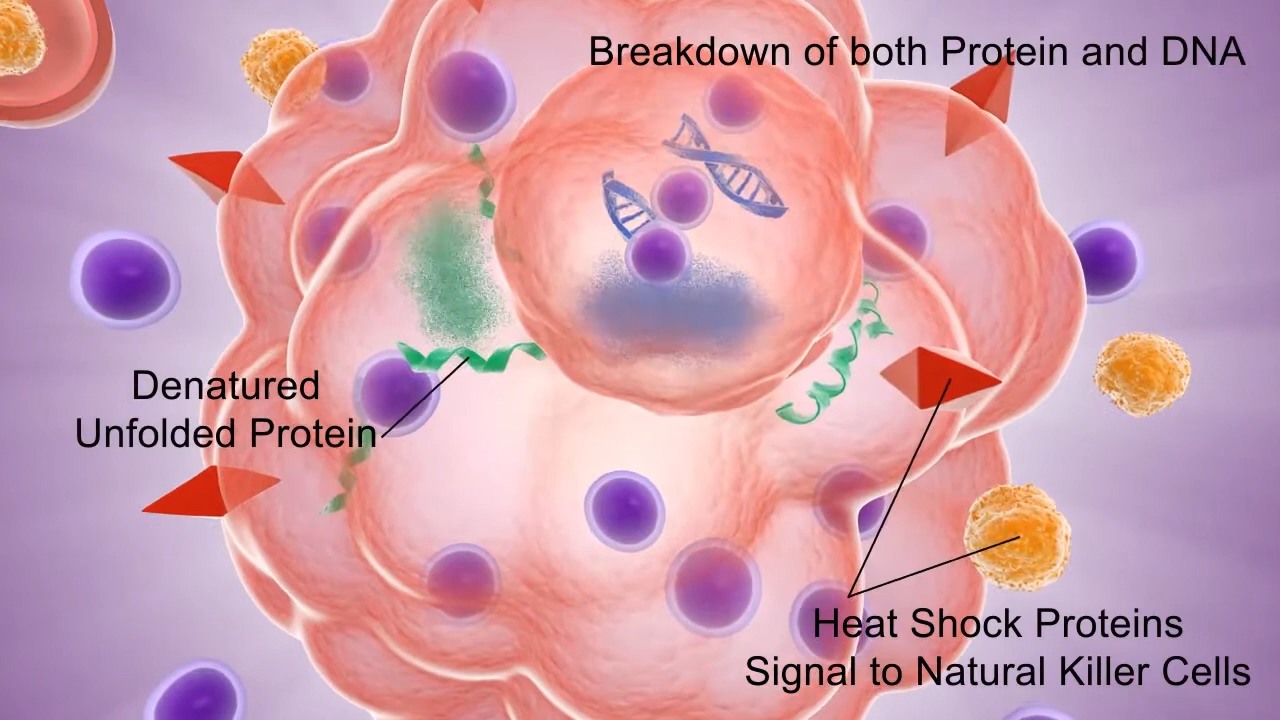 Breakdown of both Protein and DNA
Denatured
Unfolded Protein
Heat Shock Proteins
Signal to Natural Killer Cells